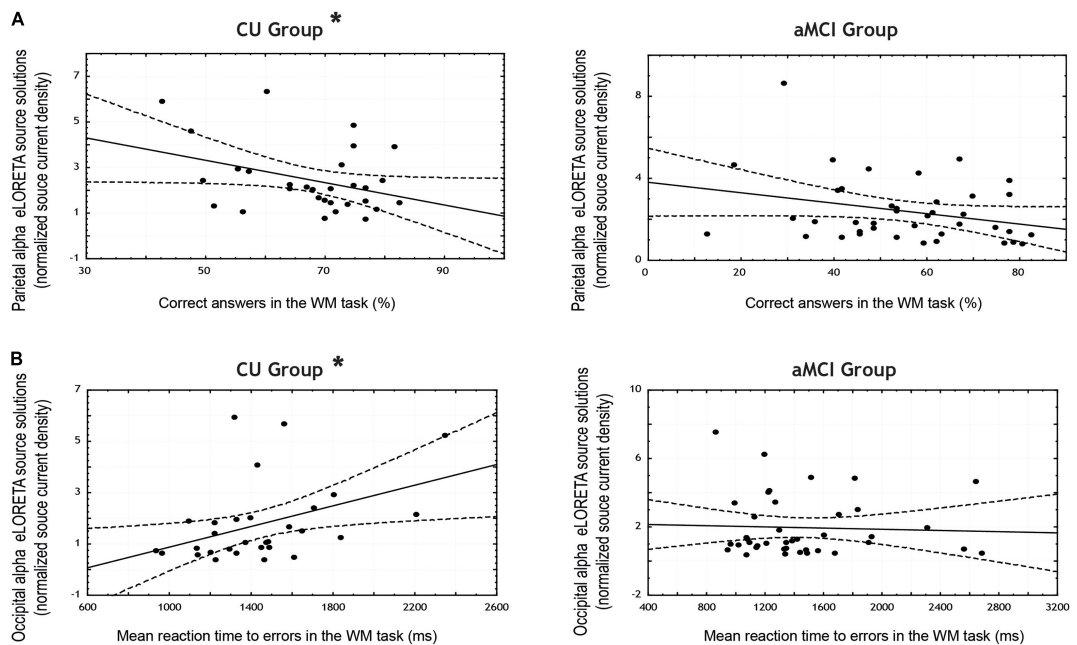 A
CU Group *
aMCI Group
Parietal alpha eLORETA source solutions
(normalized souce current density)
7
5
3
1
-1
30
50
70
90
Correct answers in the WM task (%)
Parietal alpha eLORETA source solutions
(normalized souce current density)
8
4
0
0
20
40
60
80
Correct answers in the WM task (%)
B
CU Group *
aMCI Group
Occipital alpha eLORETA source solutions
(normalized souce current density)
7
5
3
1
-1
600
1000
1400
1800
2200
2600
Mean reaction time to errors in the WM task (ms)
Occipital alpha eLORETA source solutions
(normalized souce current density)
10
6
2
-2
400
800
1200
1600
2000
2400
2800
3200
Mean reaction time to errors in the WM task (ms)